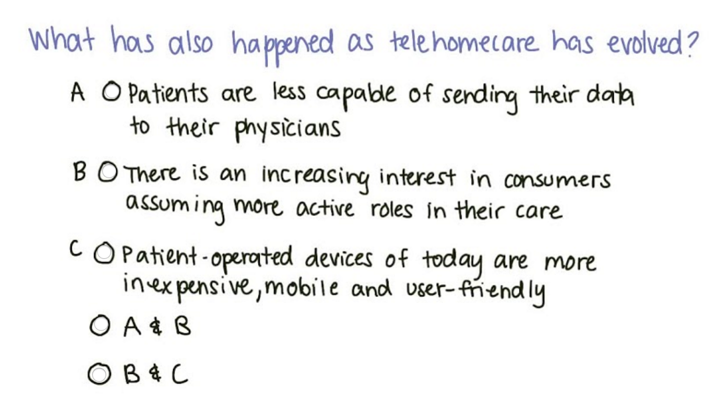 What has also happened as telehomecare has evolved?
A O Patients are less capable of sending their data
to their physicians
B O There is an increasing interest in consumers
assuming more active roles in their care
C O Patient-operated devices of today are more
inexpensive, mobile and user-friendly
O A & B
O B & C